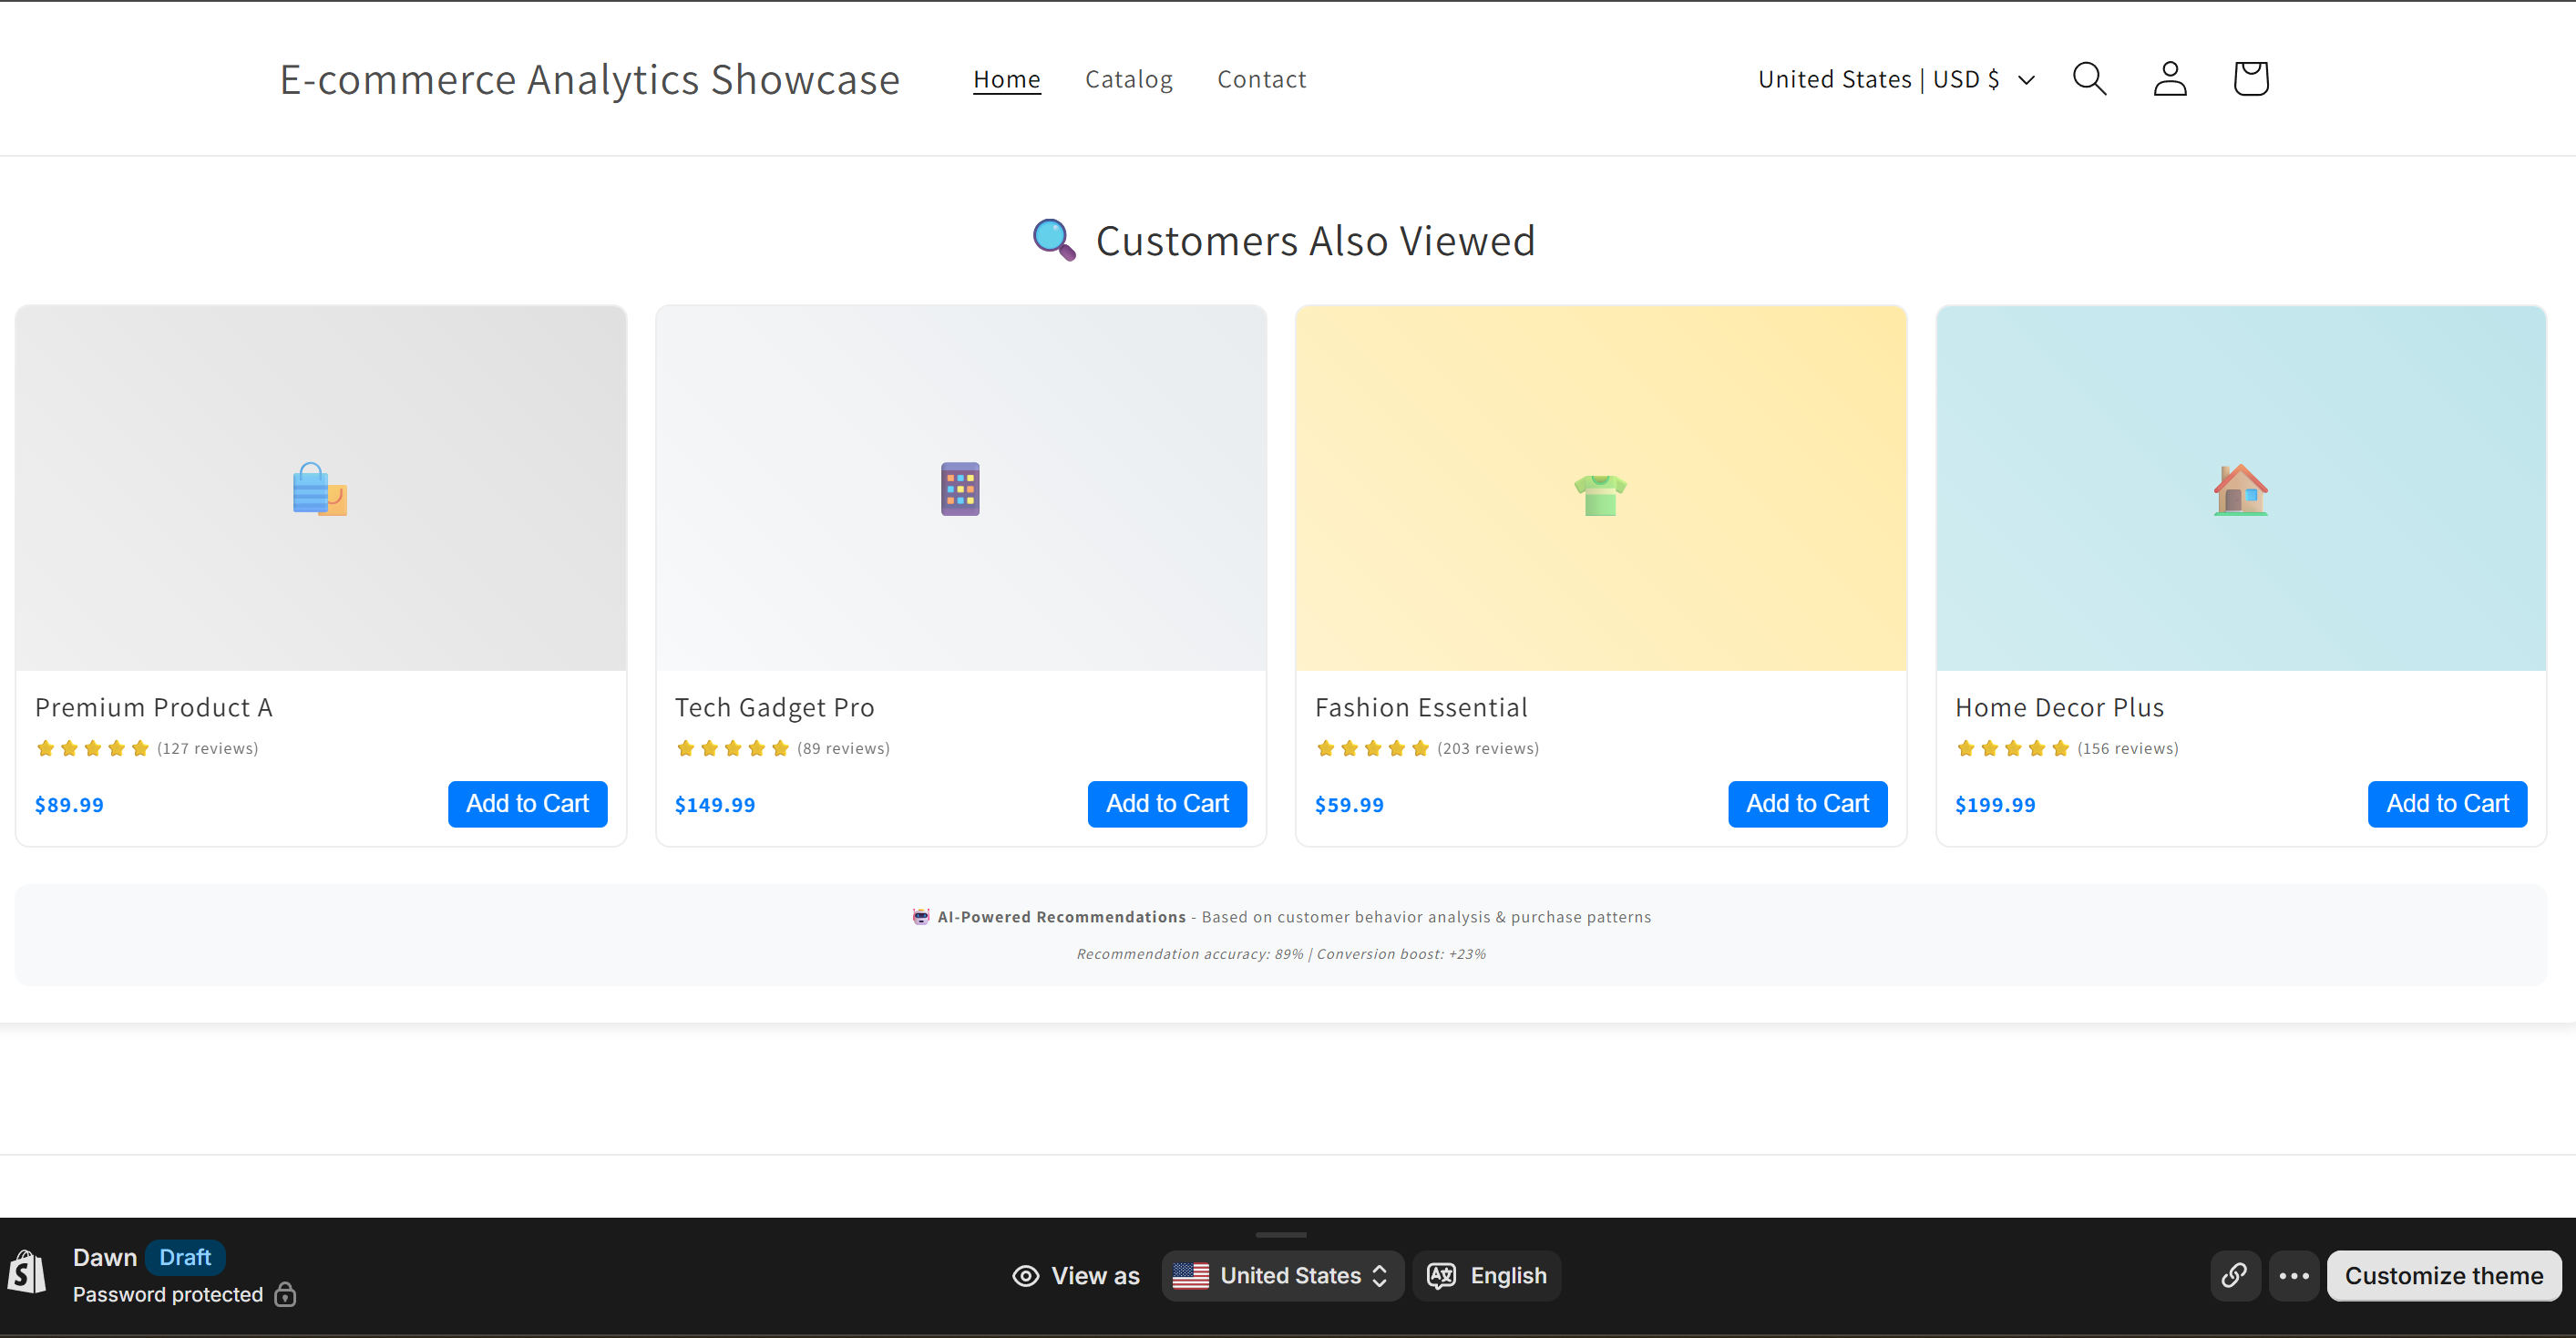 E-commerce Analytics Showcase Home Catalog Contact United States | USD $
Customers Also Viewed
Premium Product A
(127 reviews)
$89.99 Add to Cart
Tech Gadget Pro
(89 reviews)
$149.99 Add to Cart
Fashion Essential
(203 reviews)
$59.99 Add to Cart
Home Decor Plus
(156 reviews)
$199.99 Add to Cart
AI-Powered Recommendations - Based on customer behavior analysis & purchase patterns
Recommendation accuracy: 89% | Conversion boost: +23%
Dawn Draft
Password protected
View as United States English
Customize theme